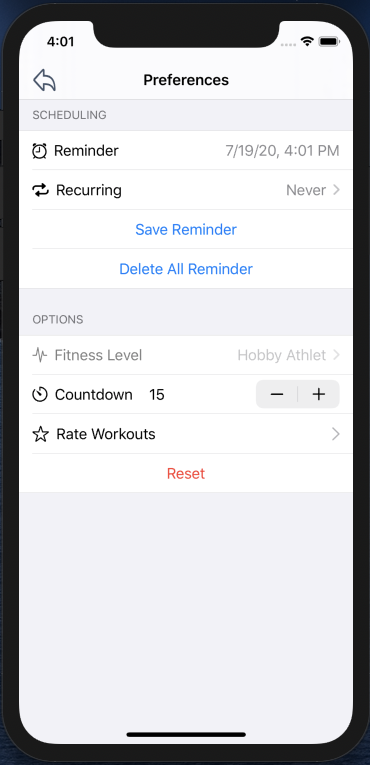 4:01
Preferences
SCHEDULING
Reminder 7/19/20, 4:01 PM
Recurring Never
Save Reminder
Delete All Reminder
OPTIONS
Fitness Level Hobby Athlet
Countdown 15 − +
Rate Workouts
Reset